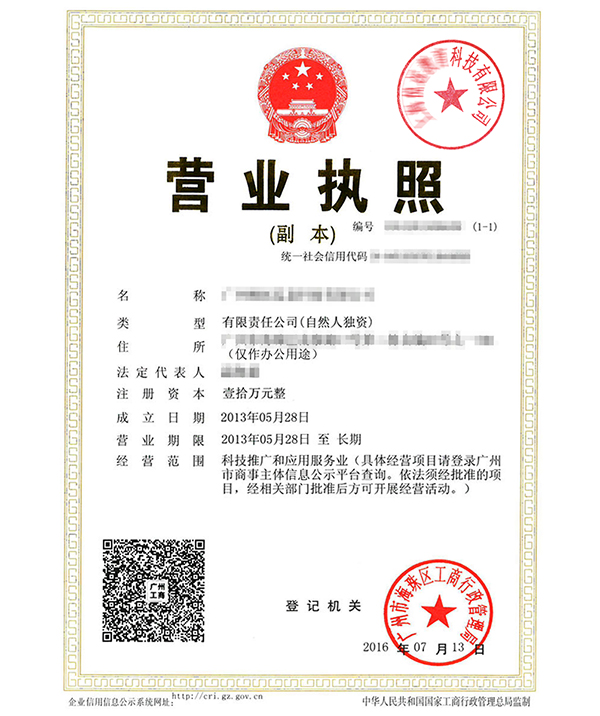 科技有限公司
营业执照
(副 本)
编号
(1-1)
统一社会信用代码
名 称
类 型 有限责任公司(自然人独资)
住 所
（仅作办公用途）
法定代表人
注册资本 壹拾万元整
成立日期 2013年05月28日
营业期限 2013年05月28日 至 长期
经营范围 科技推广和应用服务业（具体经营项目请登录广州
市商事主体信息公示平台查询。依法须经批准的项
目，经相关部门批准后方可开展经营活动。）
广州
工商
登记机关
广州市海珠区工商行政管理局
2016 年 07 月 13 日
企业信用信息公示系统网址：http://cri.gz.gov.cn
中华人民共和国国家工商行政管理总局监制